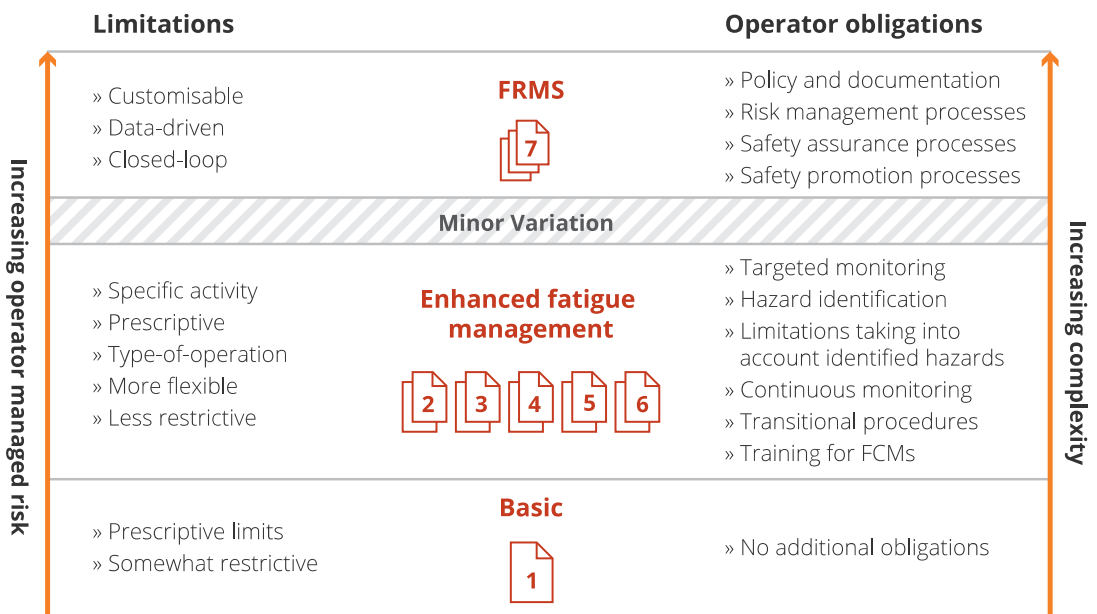 Limitations
Operator obligations
» Customisable
» Data-driven
» Closed-loop
FRMS
7
» Policy and documentation
» Risk management processes
» Safety assurance processes
» Safety promotion processes
Minor Variation
» Specific activity
» Prescriptive
» Type-of-operation
» More flexible
» Less restrictive
Enhanced fatigue
management
2 3 4 5 6
» Targeted monitoring
» Hazard identification
» Limitations taking into
account identified hazards
» Continuous monitoring
» Transitional procedures
» Training for FCMs
» Prescriptive limits
» Somewhat restrictive
Basic
1
» No additional obligations
Increasing operator managed risk
Increasing complexity